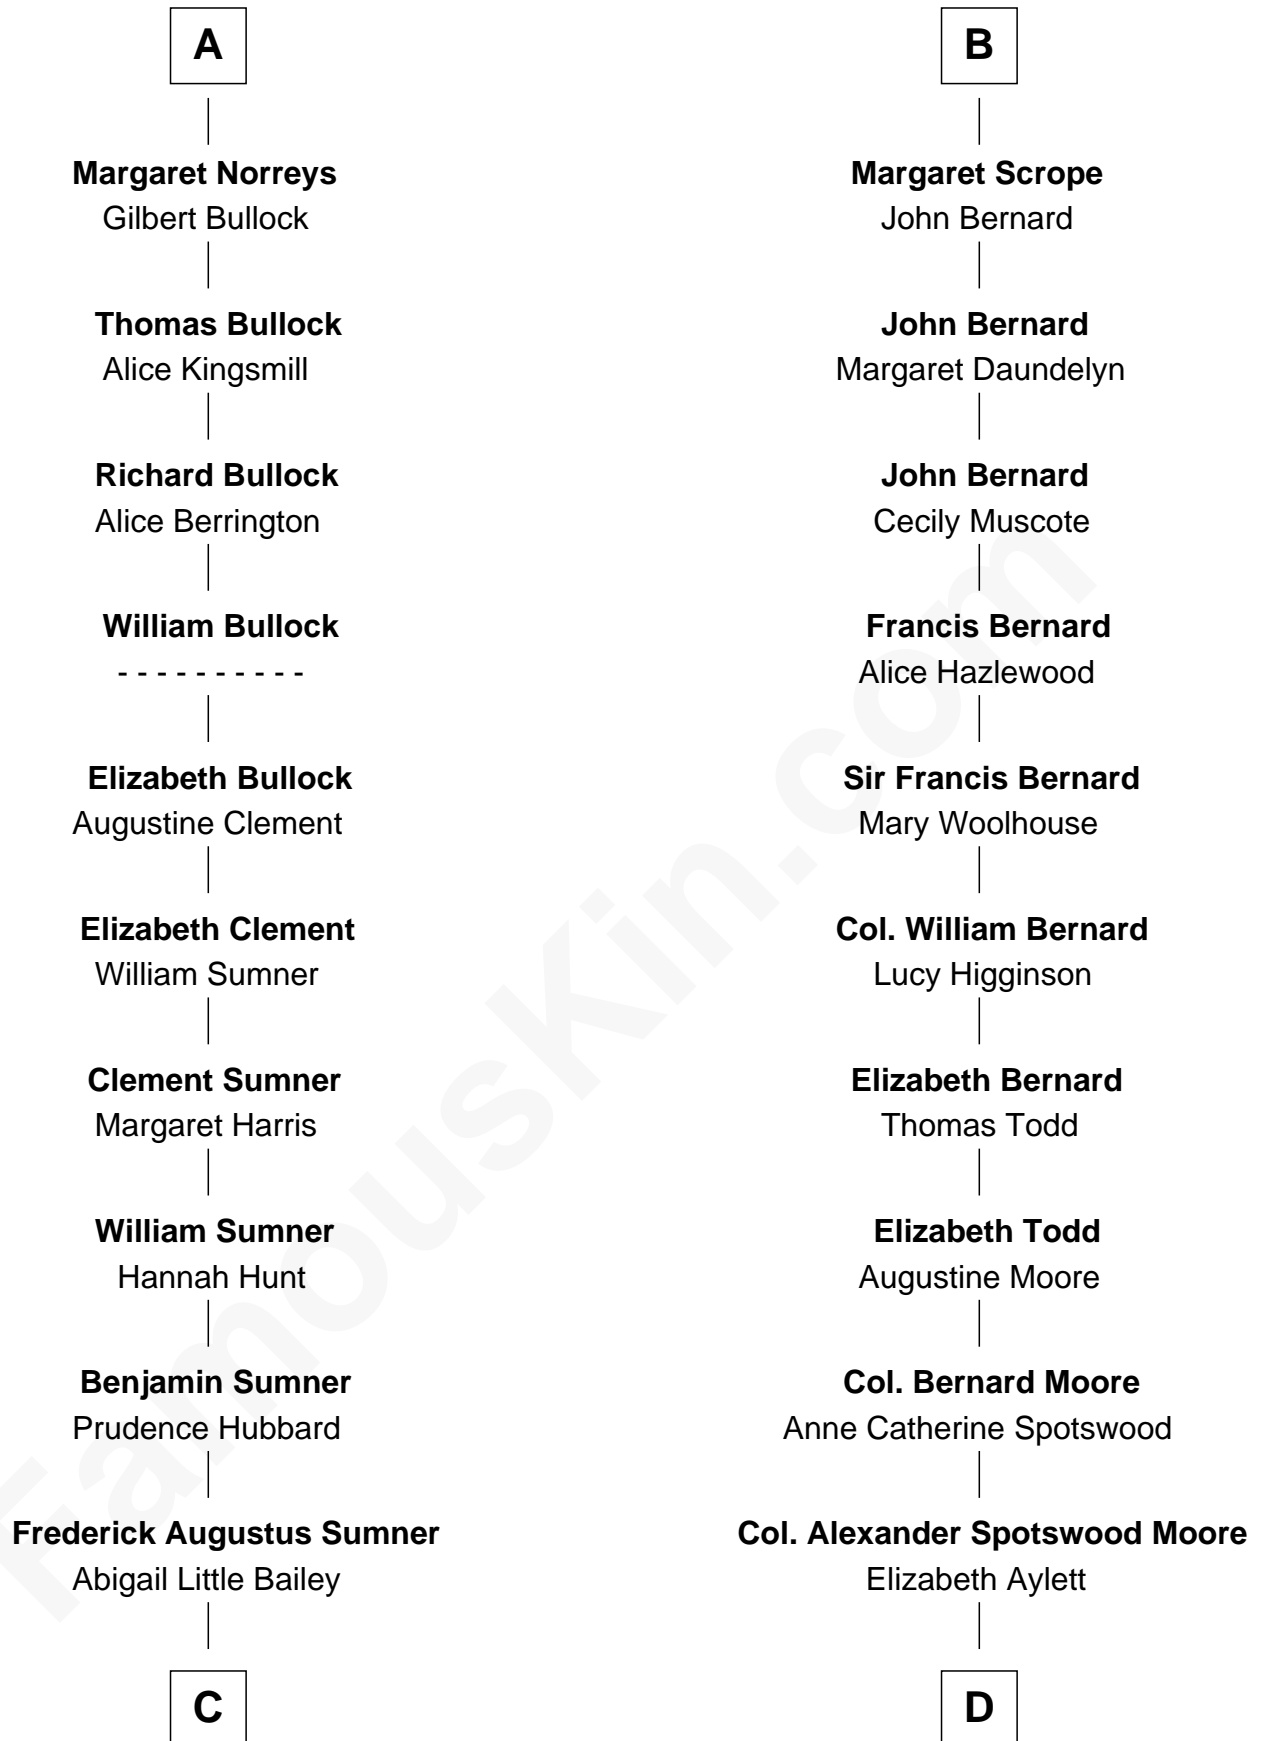 A
Margaret Norreys
Gilbert Bullock
Thomas Bullock
Alice Kingsmill
Richard Bullock
Alice Berrington
William Bullock
- - - - - - - - - -
Elizabeth Bullock
Augustine Clement
Elizabeth Clement
William Sumner
Clement Sumner
Margaret Harris
William Sumner
Hannah Hunt
Benjamin Sumner
Prudence Hubbard
Frederick Augustus Sumner
Abigail Little Bailey
C
B
Margaret Scrope
John Bernard
John Bernard
Margaret Daundelyn
John Bernard
Cecily Muscote
Francis Bernard
Alice Hazlewood
Sir Francis Bernard
Mary Woolhouse
Col. William Bernard
Lucy Higginson
Elizabeth Bernard
Thomas Todd
Elizabeth Todd
Augustine Moore
Col. Bernard Moore
Anne Catherine Spotswood
Col. Alexander Spotswood Moore
Elizabeth Aylett
D
FamousKin.com